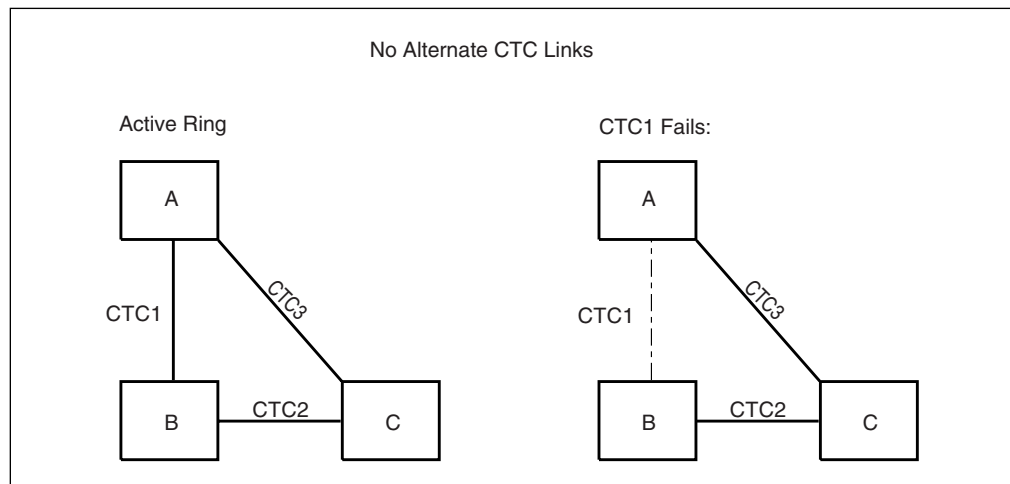 No Alternate CTC Links
Active Ring
A
CTC1
CTC3
B
CTC2
C
CTC1 Fails:
A
CTC1
CTC3
B
CTC2
C